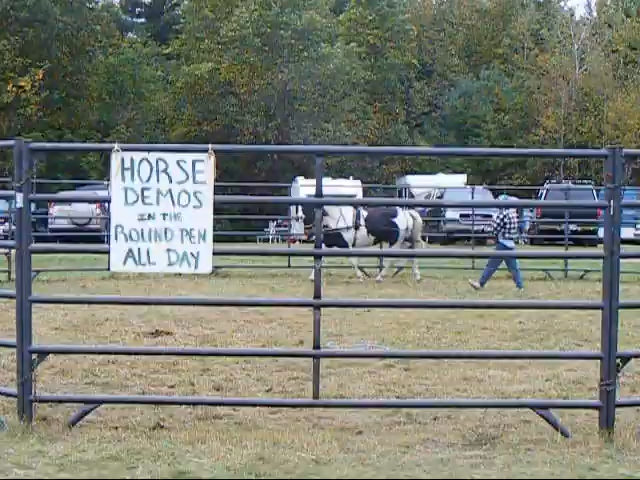 HORSE
DEMOS
IN THE
ROUND PEN
ALL DAY